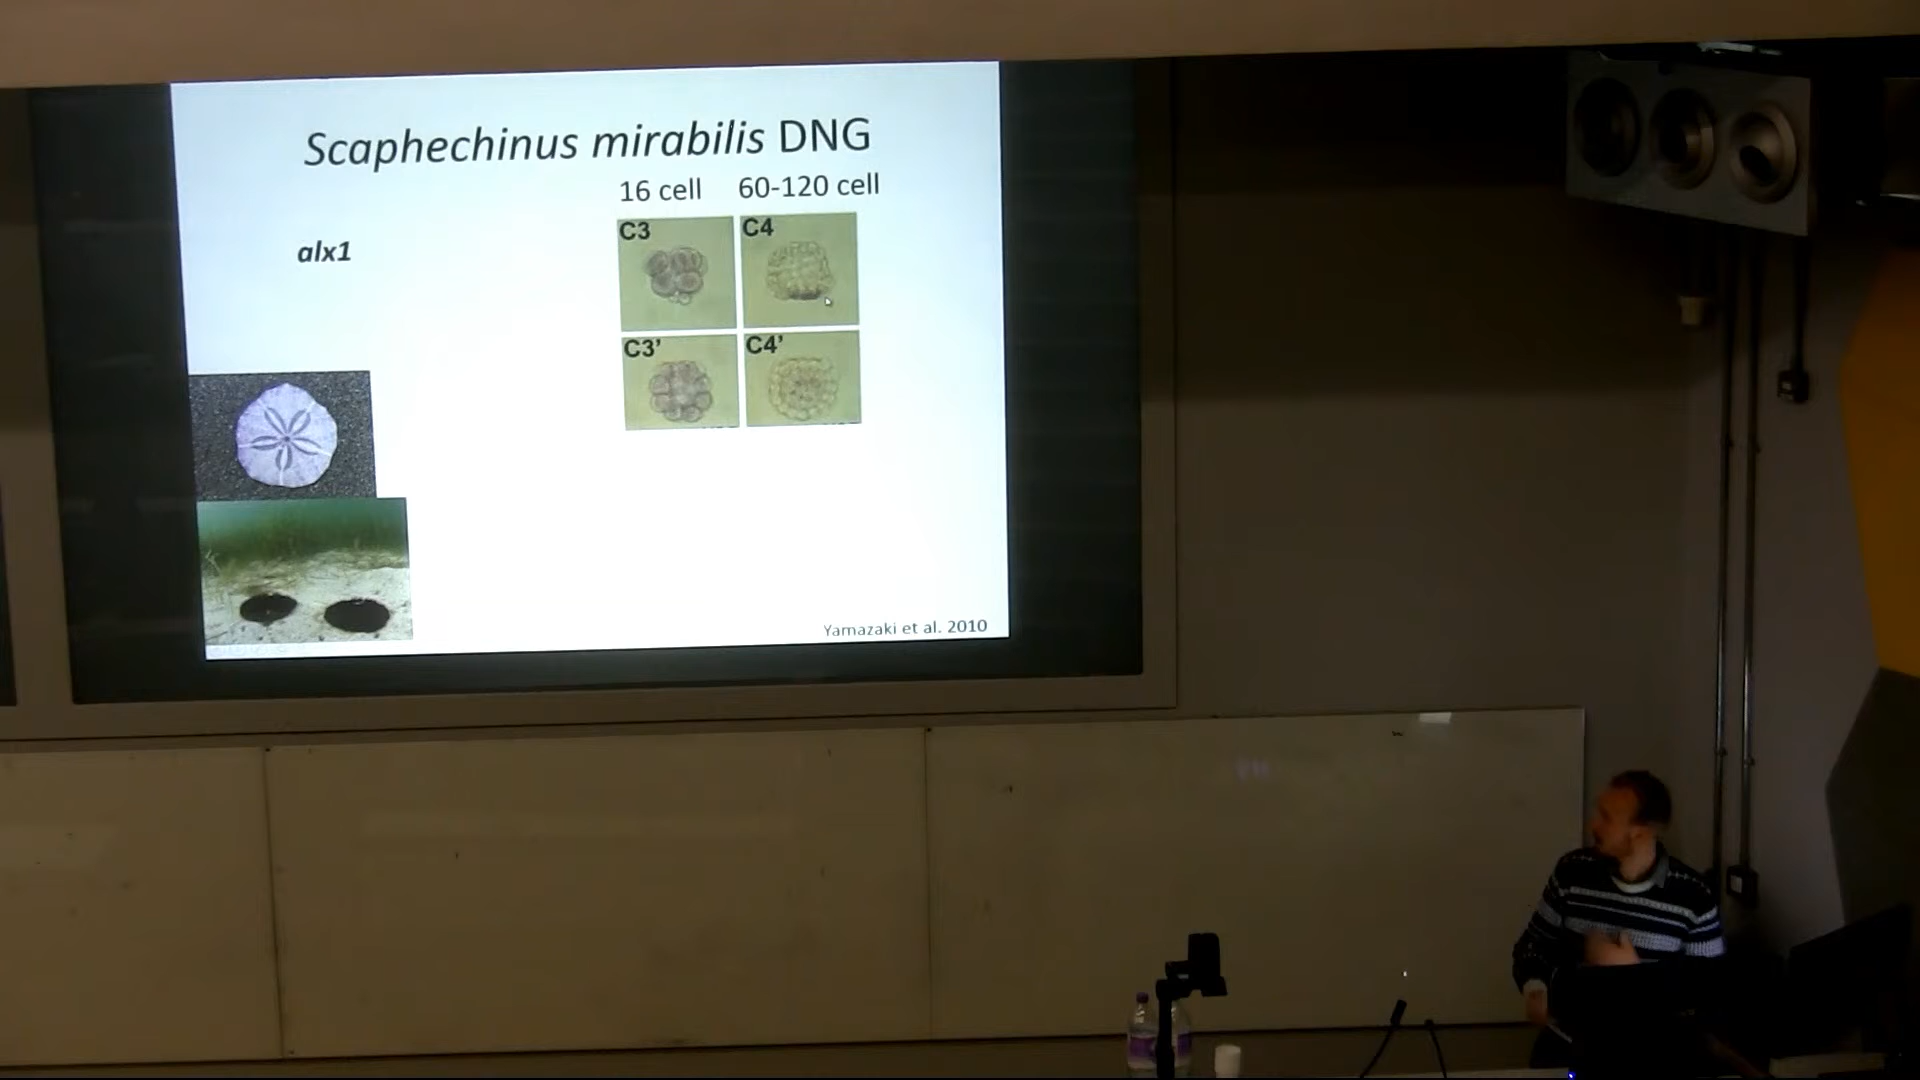 Scaphechinus mirabilis DNG
16 cell 60-120 cell
alx1
C3 C4
C3’ C4’
Yamazaki et al. 2010